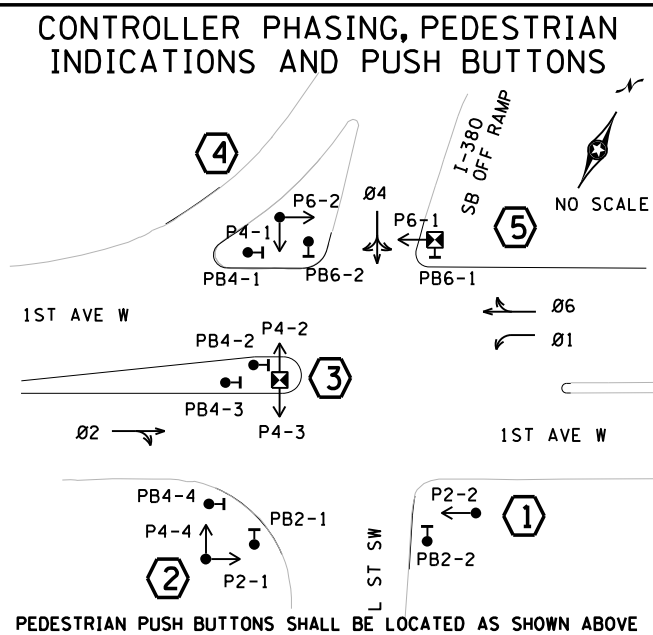 CONTROLLER PHASING, PEDESTRIAN
INDICATIONS AND PUSH BUTTONS
N
4
I-380
SB OFF RAMP
NO SCALE
P6-2
Ø4
P4-1
P6-1
5
PB4-1
PB6-2
PB6-1
1ST AVE W
Ø6
Ø1
P4-2
PB4-2
3
PB4-3
P4-3
Ø2
1ST AVE W
PB4-4
PB2-1
P4-4
P2-1
2
L ST SW
P2-2
1
PB2-2
PEDESTRIAN PUSH BUTTONS SHALL BE LOCATED AS SHOWN ABOVE